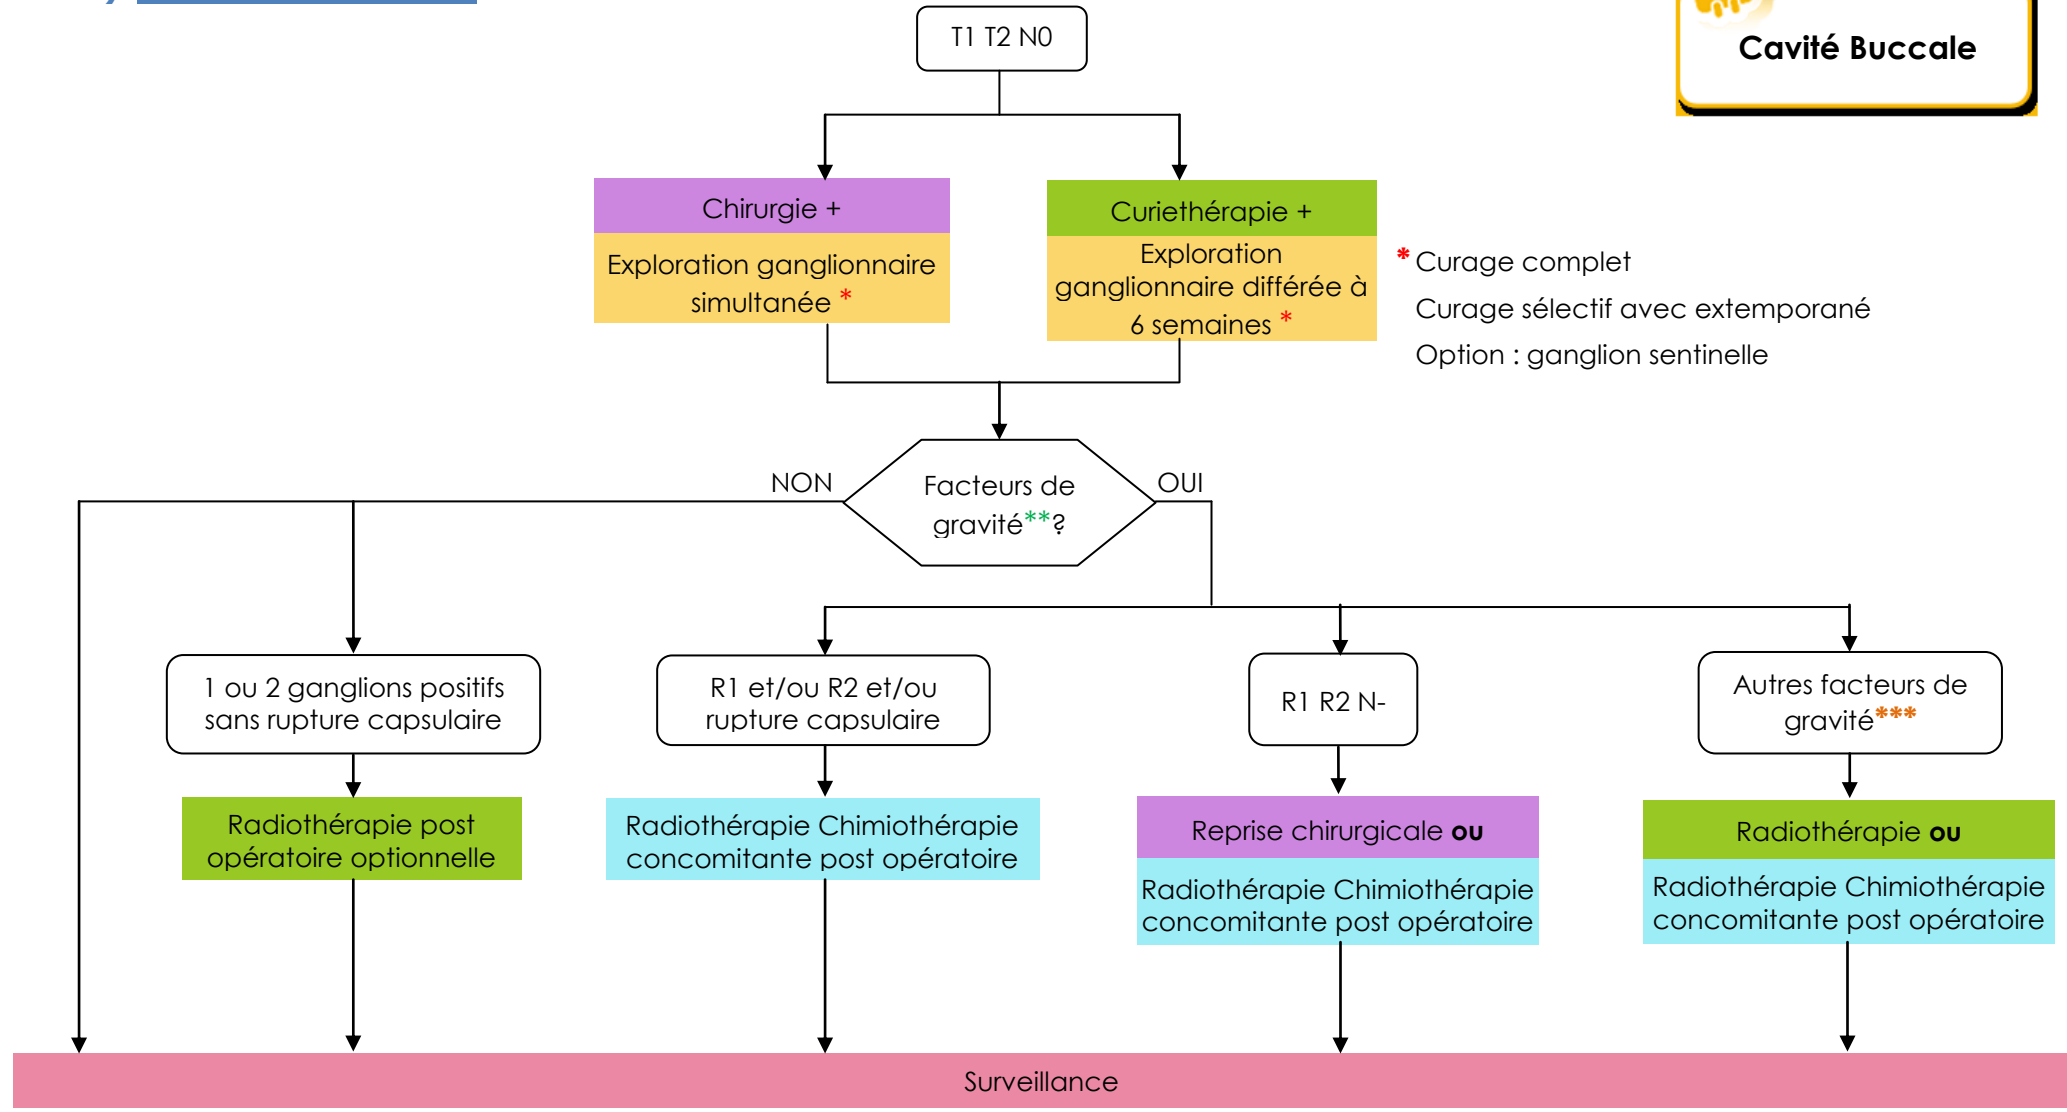 T1 T2 N0
Cavité Buccale
Chirurgie +
Exploration ganglionnaire
simultanée *
Curiethérapie +
Exploration
ganglionnaire différée à
6 semaines *
* Curage complet
Curage sélectif avec extemporané
Option : ganglion sentinelle
NON
Facteurs de
gravité**?
OUI
1 ou 2 ganglions positifs
sans rupture capsulaire
R1 et/ou R2 et/ou
rupture capsulaire
R1 R2 N-
Autres facteurs de
gravité***
Radiothérapie post
opératoire optionnelle
Radiothérapie Chimiothérapie
concomitante post opératoire
Reprise chirurgicale ou
Radiothérapie Chimiothérapie
concomitante post opératoire
Radiothérapie ou
Radiothérapie Chimiothérapie
concomitante post opératoire
Surveillance